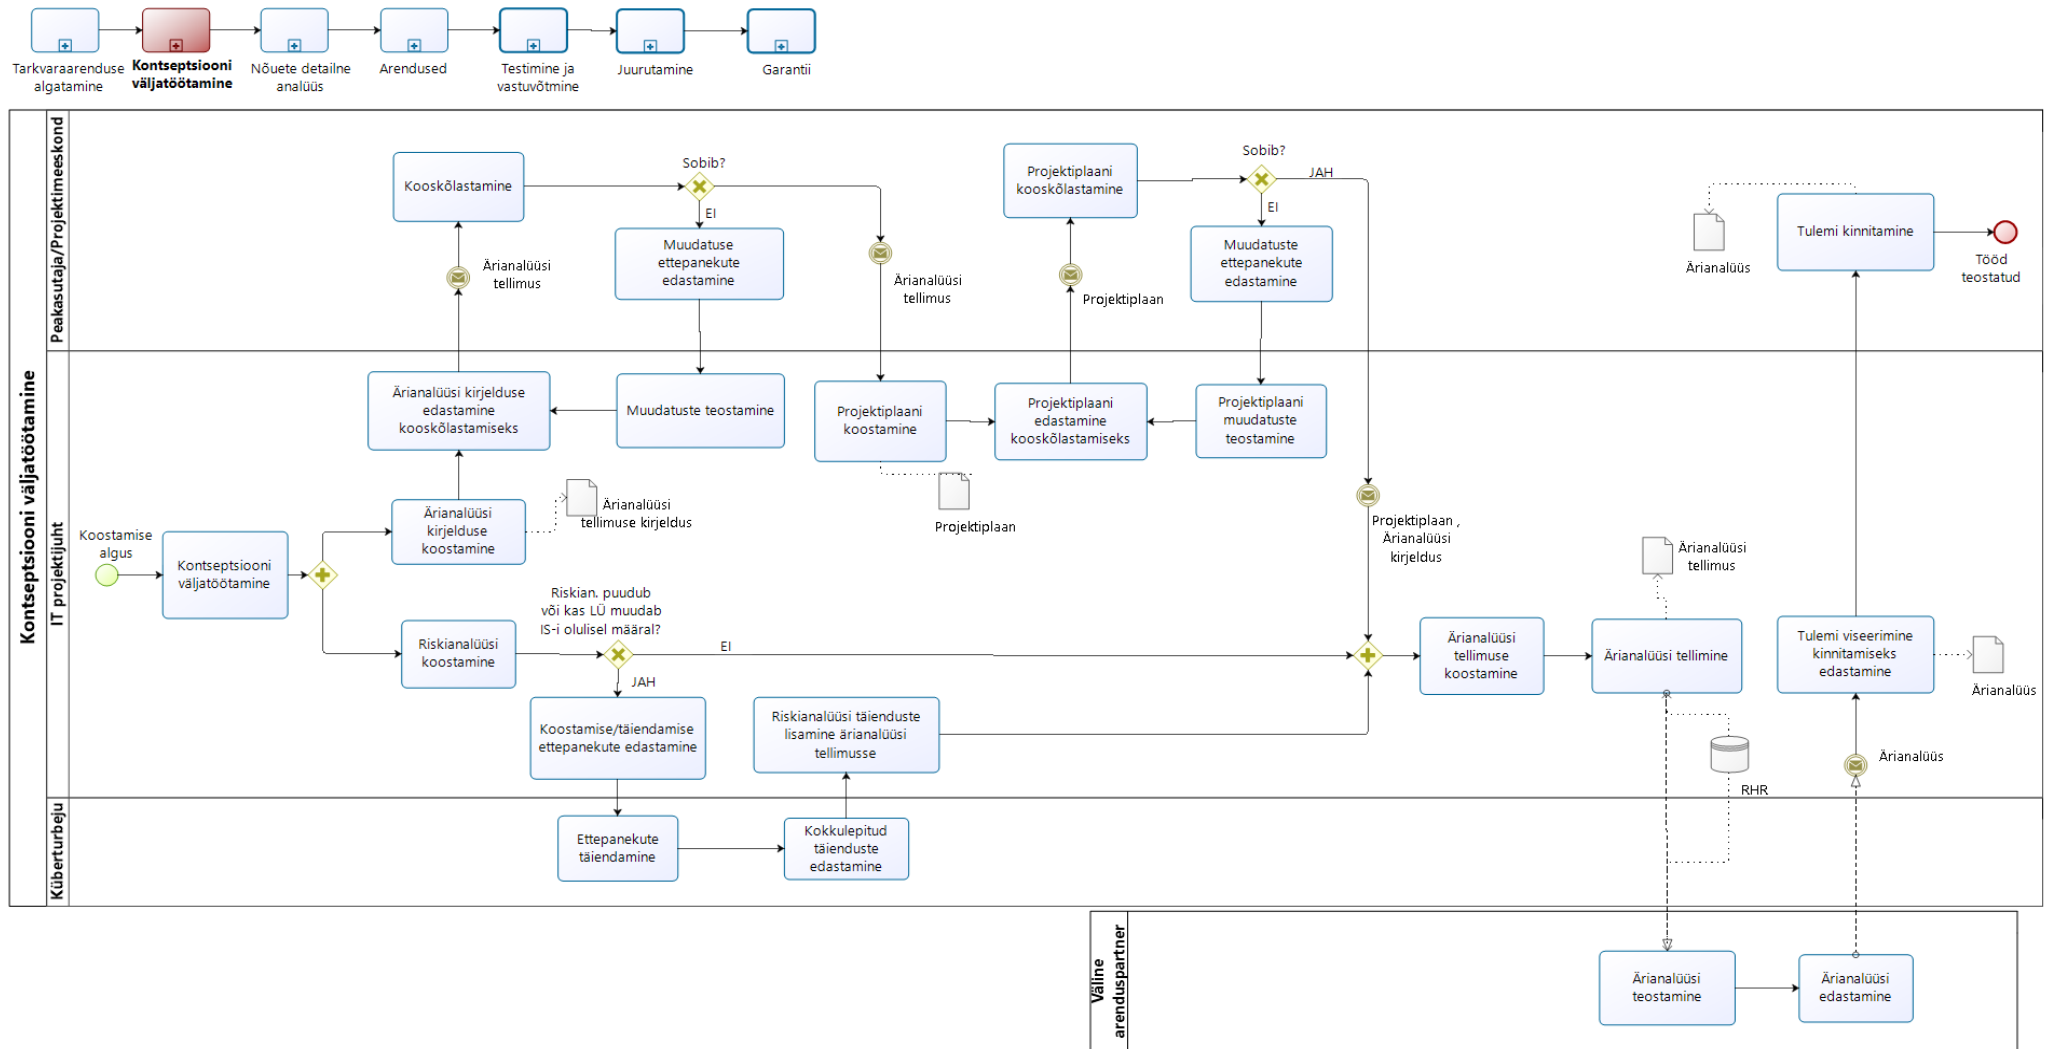 Tarkvaraarenduse
algatamine
Kontseptsiooni
väljatöötamine
Nõuete detailne
analüüs
Arendused
Testimine ja
vastuvõtmine
Juurutamine
Garantii
Kontseptsiooni väljatöötamine
Peakasutaja/Projektimeeskond
Kooskõlastamine
Sobib?
EI
Muudatuse
ettepanekute
edastamine
Ärianalüüsi
tellimus
Ärianalüüsi
tellimus
Projektiplaani
kooskõlastamine
Projektiplaan
Sobib?
JAH
EI
Muudatuste
ettepanekute
edastamine
Ärianalüüs
Tulemi kinnitamine
Tööd
teostatud
IT projektijuht
Ärianalüüsi kirjelduse
edastamine
kooskõlastamiseks
Muudatuste teostamine
Projektiplaani
koostamine
Projektiplaani
edastamine
kooskõlastamiseks
Projektiplaani
muudatuste
teostamine
Projektiplaan
Koostamise
algus
Kontseptsiooni
väljatöötamine
Ärianalüüsi
kirjelduse
koostamine
Ärianalüüsi
tellimuse kirjeldus
Projektiplaan ,
Ärianalüüsi
kirjeldus
Riskianalüüsi
koostamine
Riskian. puudub
või kas LÜ muudab
IS-i olulisel määral?
EI
JAH
Koostamise/täiendamise
ettepanekute edastamine
Riskianalüüsi täienduste
lisamine ärianalüüsi
tellimusse
Ärianalüüsi
tellimuse
koostamine
Ärianalüüsi tellimine
Ärianalüüsi
tellimus
RHR
Tulemi viseerimine
kinnitamiseks
edastamine
Ärianalüüs
Ärianalüüs
Küberturbeju
Ettepanekute
täiendamine
Kokkulepitud
täienduste
edastamine
Väline
arenduspartner
Ärianalüüsi
teostamine
Ärianalüüsi
edastamine